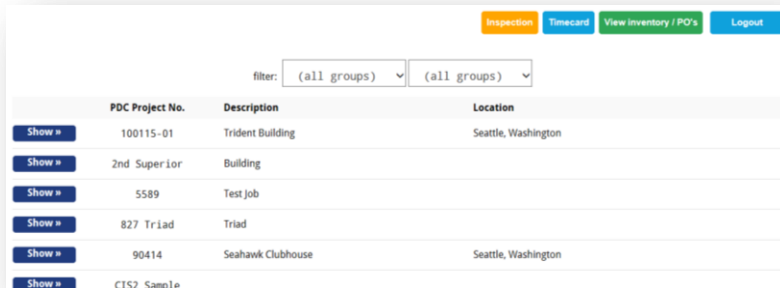 Inspection Timecard View inventory / PO's Logout
filter: (all groups) (all groups)
PDC Project No. Description Location
Show » 100115-01 Trident Building Seattle, Washington
Show » 2nd Superior Building
Show » 5589 Test Job
Show » 827 Triad Triad
Show » 90414 Seahawk Clubhouse Seattle, Washington
Show » CIS2 Sample